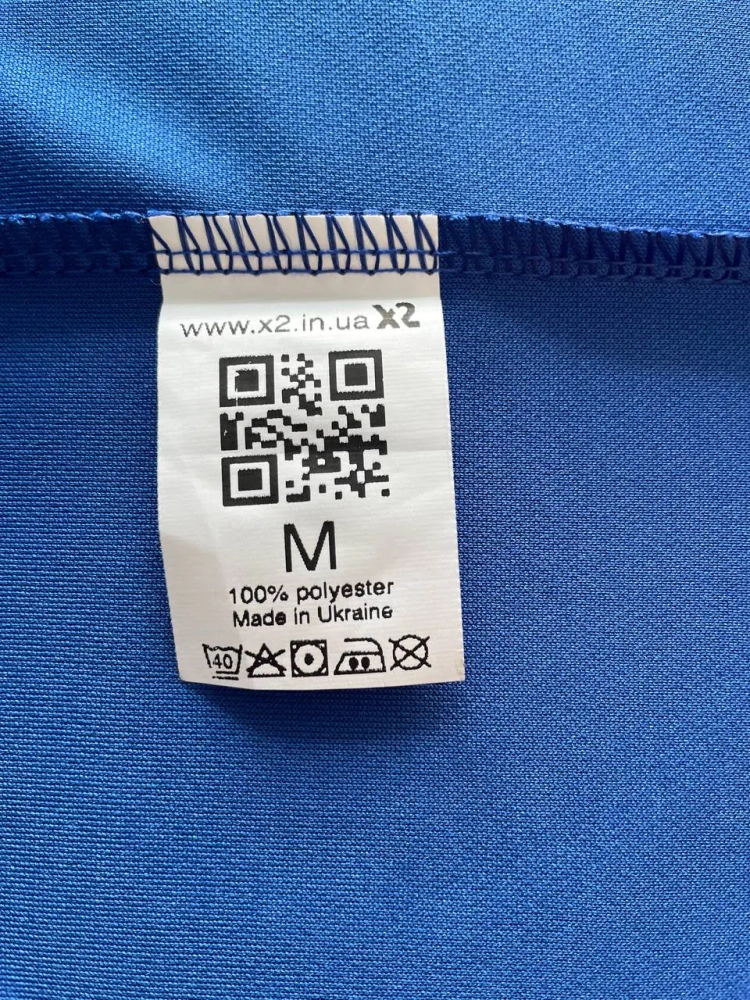 www.x2.in.ua X2
M
100% polyester
Made in Ukraine
40